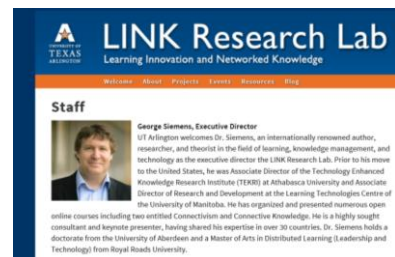 UNIVERSITY OF
TEXAS
ARLINGTON
LINK Research Lab
Learning Innovation and Networked Knowledge
Welcome About Projects Events Resources Blog
Staff
George Siemens, Executive Director
UT Arlington welcomes Dr. Siemens, an internationally renowned author,
researcher, and theorist in the field of learning, knowledge management, and
technology as the executive director the LINK Research Lab. Prior to his move
to the United States, he was Associate Director of the Technology Enhanced
Knowledge Research Institute (TEKRI) at Athabasca University and Associate
Director of Research and Development at the Learning Technologies Centre of
the University of Manitoba. He has organized and presented numerous open
online courses including two entitled Connectivism and Connective Knowledge. He is a highly sought
consultant and keynote presenter, having shared his expertise in over 30 countries. Dr. Siemens holds a
doctorate from the University of Aberdeen and a Master of Arts in Distributed Learning (Leadership and
Technology) from Royal Roads University.